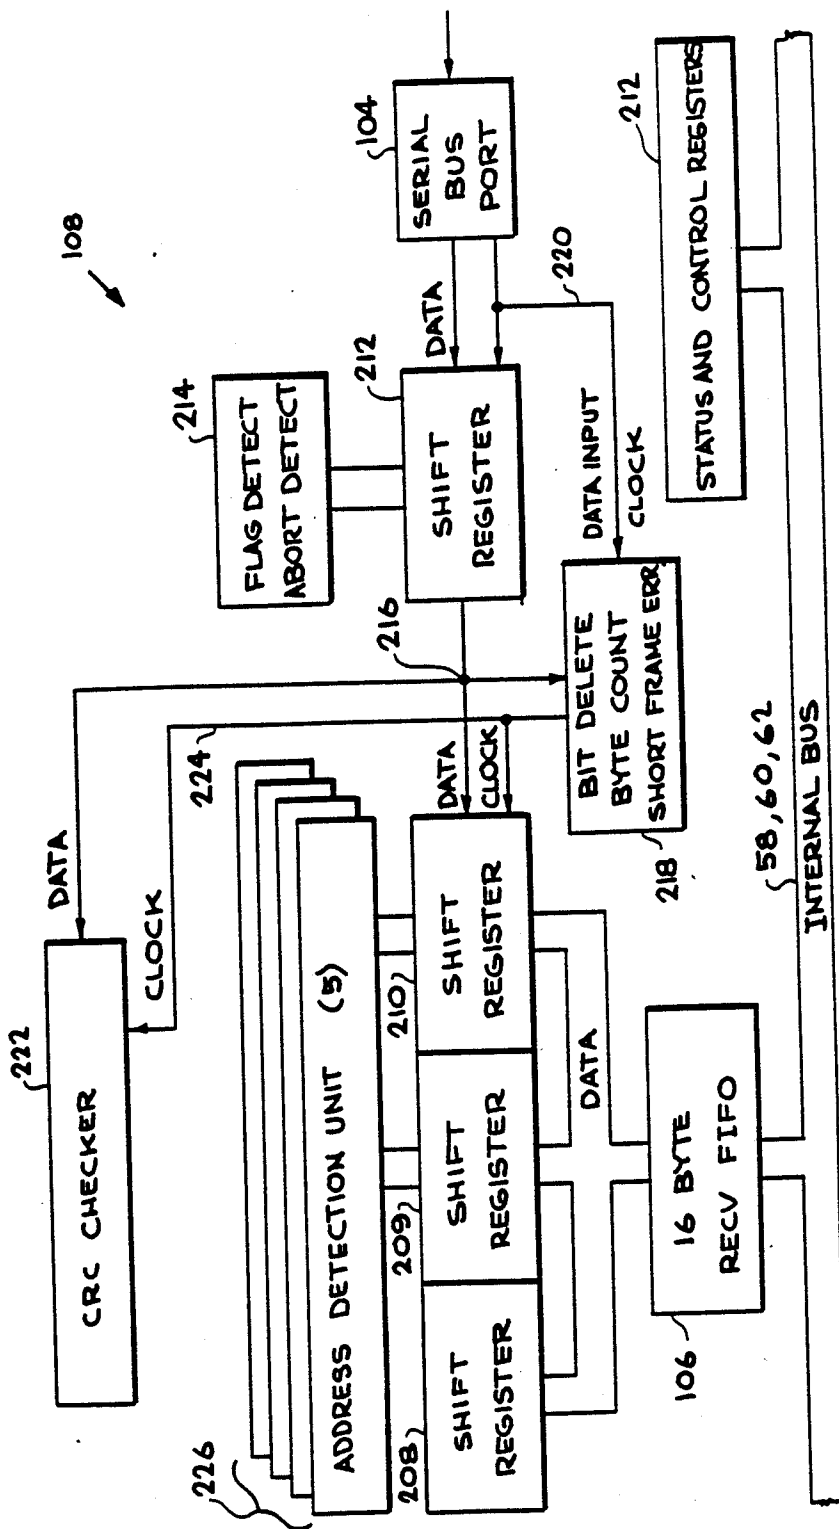 108
222
CRC CHECKER
DATA
CLOCK
224
216
214
FLAG DETECT
ABORT DETECT
226
ADDRESS DETECTION UNIT (5)
208
SHIFT
REGISTER
209
SHIFT
REGISTER
210
SHIFT
REGISTER
DATA
CLOCK
212
SHIFT
REGISTER
DATA
104
SERIAL
BUS
PORT
220
DATA INPUT
CLOCK
BIT DELETE
BYTE COUNT
SHORT FRAME ERR
218
DATA
106
16 BYTE
RECV FIFO
58, 60, 62
INTERNAL BUS
212
STATUS AND CONTROL REGISTERS